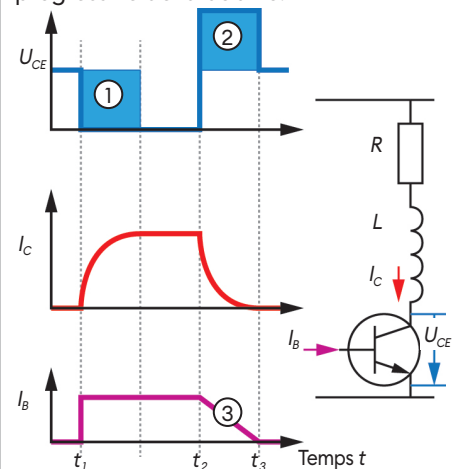 U_CE
1
2
I_C
I_B
3
t_1
t_2
t_3
Temps t
R
L
I_C
I_B
U_CE